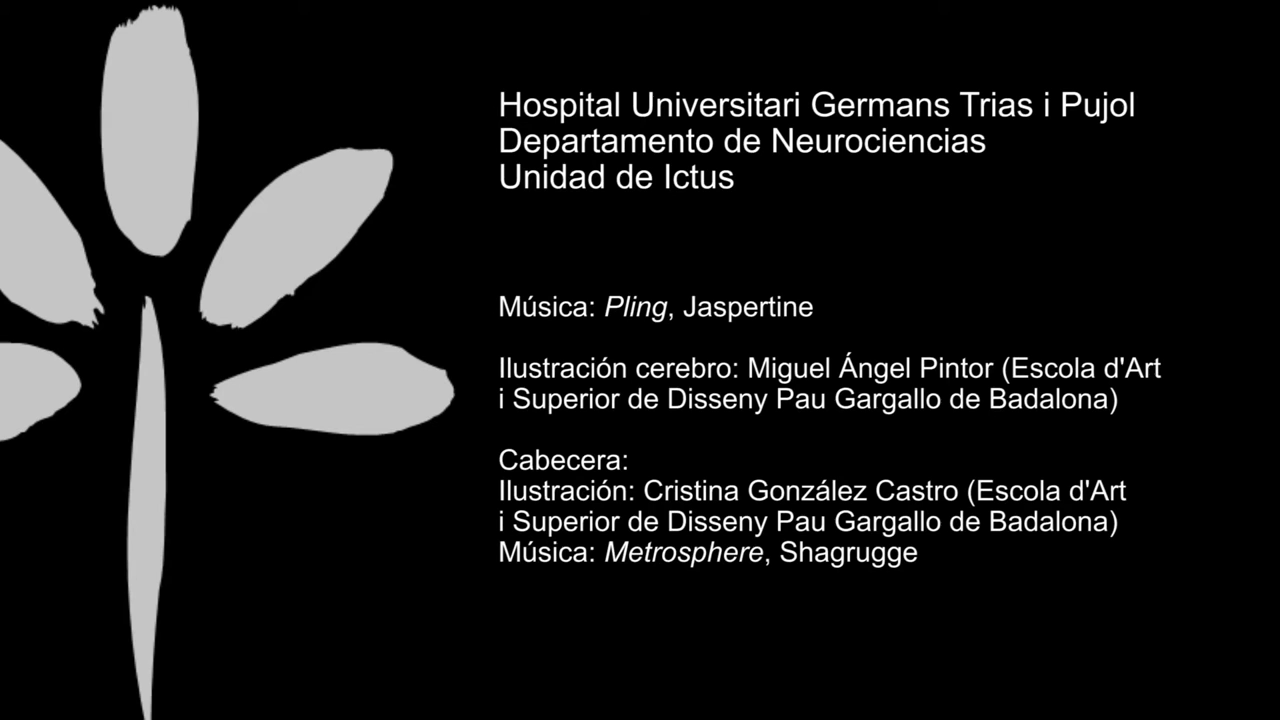 Hospital Universitari Germans Trias i Pujol
Departamento de Neurociencias
Unidad de Ictus
Música: Pling, Jaspertine
Ilustración cerebro: Miguel Ángel Pintor (Escola d'Art
i Superior de Disseny Pau Gargallo de Badalona)
Cabecera:
Ilustración: Cristina González Castro (Escola d'Art
i Superior de Disseny Pau Gargallo de Badalona)
Música: Metrosphere, Shagrugge